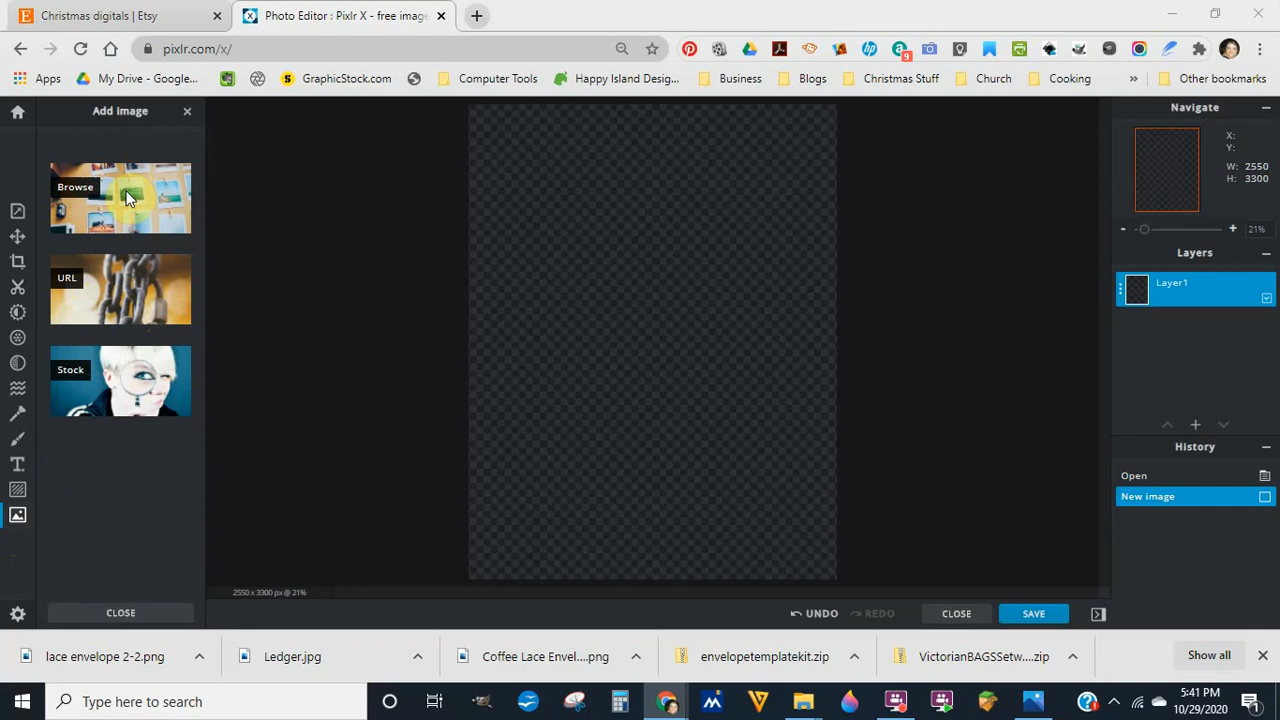 Christmas digitals | Etsy
Photo Editor : Pixlr X - free image
pixlr.com/x/
9
Apps
My Drive - Google...
GraphicStock.com
Computer Tools
Happy Island Desig...
Business
Blogs
Christmas Stuff
Church
Cooking
»
Other bookmarks
Add image
Browse
URL
Stock
CLOSE
Navigate
X:
Y:
W: 2550
H: 3300
- + 21%
Layers
Layer1
History
Open
New image
2550 x 3300 px @ 21%
UNDO
REDO
CLOSE
SAVE
lace envelope 2-2.png
Ledger.jpg
Coffee Lace Envel....png
envelopetemplatekit.zip
VictorianBAGSSetw....zip
Show all
Type here to search
5:41 PM
10/29/2020
1